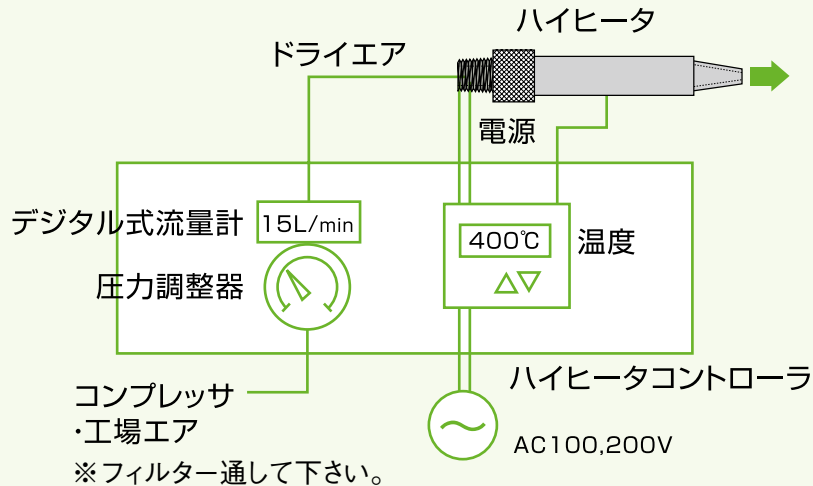 ハイヒータ
ドライエア
電源
デジタル式流量計
15L/min
400℃
温度
圧力調整器
ハイヒータコントローラ
コンプレッサ
・工場エア
AC100,200V
※フィルター通して下さい。